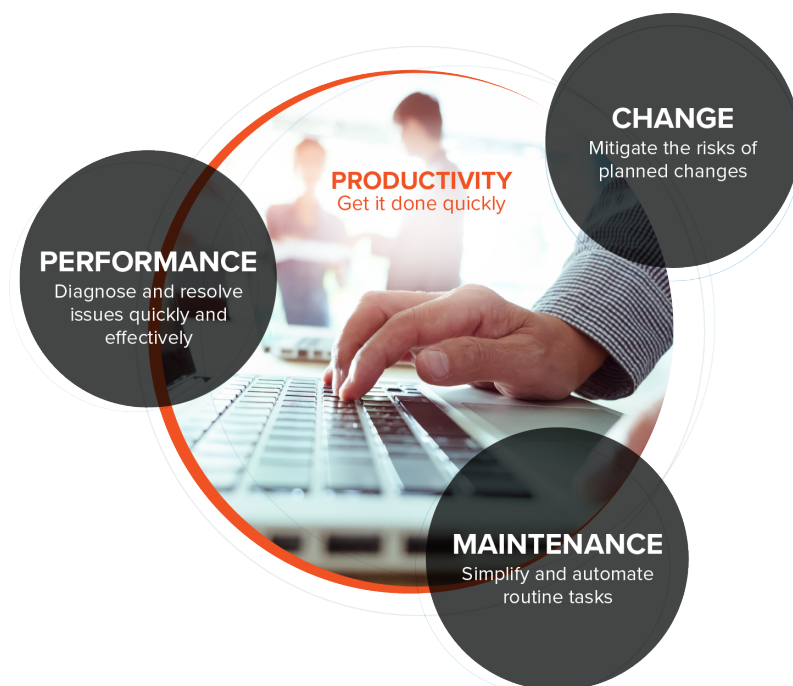 CHANGE
Mitigate the risks of
planned changes
PRODUCTIVITY
Get it done quickly
PERFORMANCE
Diagnose and resolve
issues quickly and
effectively
MAINTENANCE
Simplify and automate
routine tasks